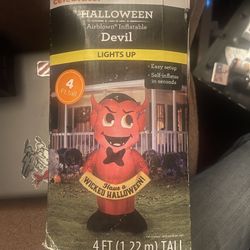 Celebrate!
HALLOWEEN
Airblown® Inflatable
Devil
LIGHTS UP
• Easy setup
• Self-inflates
in seconds
4
Have a
WICKED HALLOWEEN!
4 FT (1.22 m) TALL